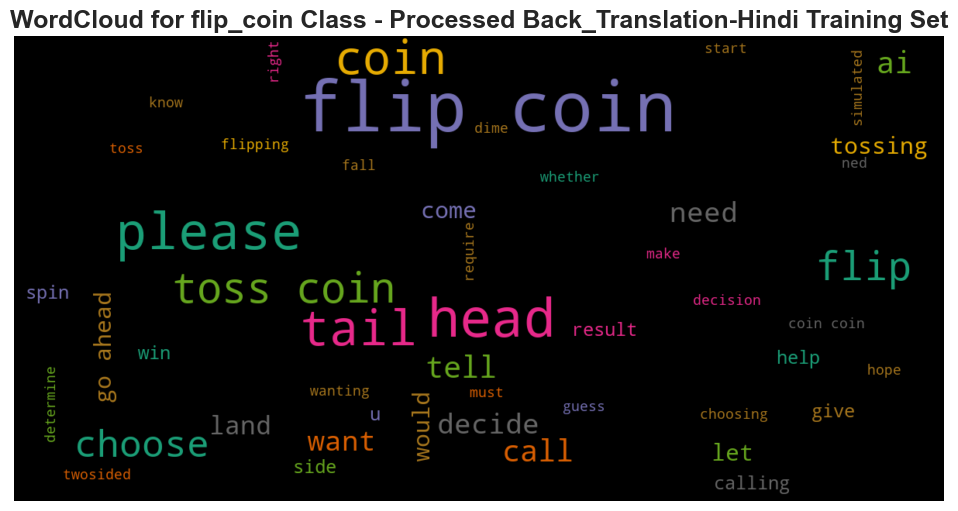 WordCloud for flip_coin Class - Processed Back_Translation-Hindi Training Set
right
coin
start
ai
simulated
flip coin
know
dime
toss
flipping
tossing
fall
ned
whether
come
need
please
require
make
flip
spin
toss coin
go ahead
decision
tail
head
result
coin coin
win
tell
help
determine
wanting
must
hope
u
guess
would
choosing
give
land
decide
choose
want
call
let
side
twosided
calling